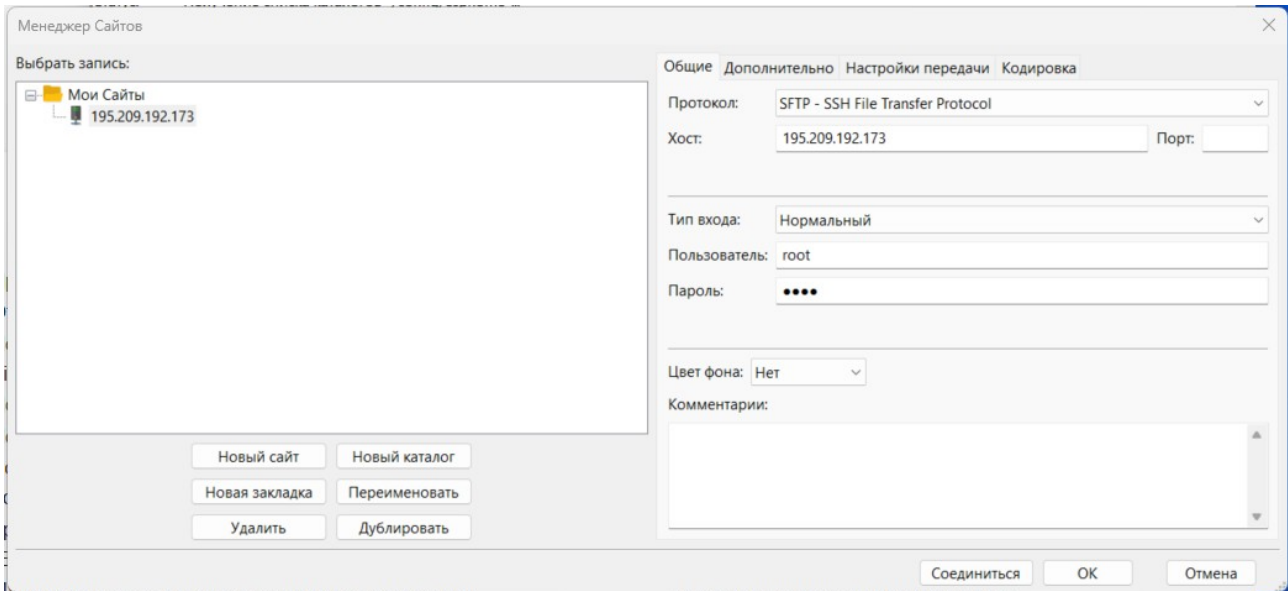 Менеджер Сайтов
Выбрать запись:
Мои Сайты
195.209.192.173
Новый сайт
Новый каталог
Новая закладка
Переименовать
Удалить
Дублировать
Общие Дополнительно Настройки передачи Кодировка
Протокол: SFTP - SSH File Transfer Protocol
Хост: 195.209.192.173 Порт:
Тип входа: Нормальный
Пользователь: root
Пароль: ●●●●
Цвет фона: Нет
Комментарии:
Соединиться
OK
Отмена